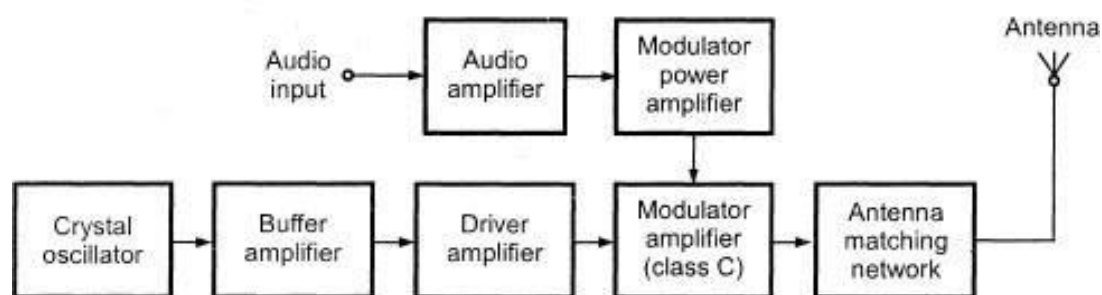 Antenna
Audio
input
Audio
amplifier
Modulator
power
amplifier
Crystal
oscillator
Buffer
amplifier
Driver
amplifier
Modulator
amplifier
(class C)
Antenna
matching
network